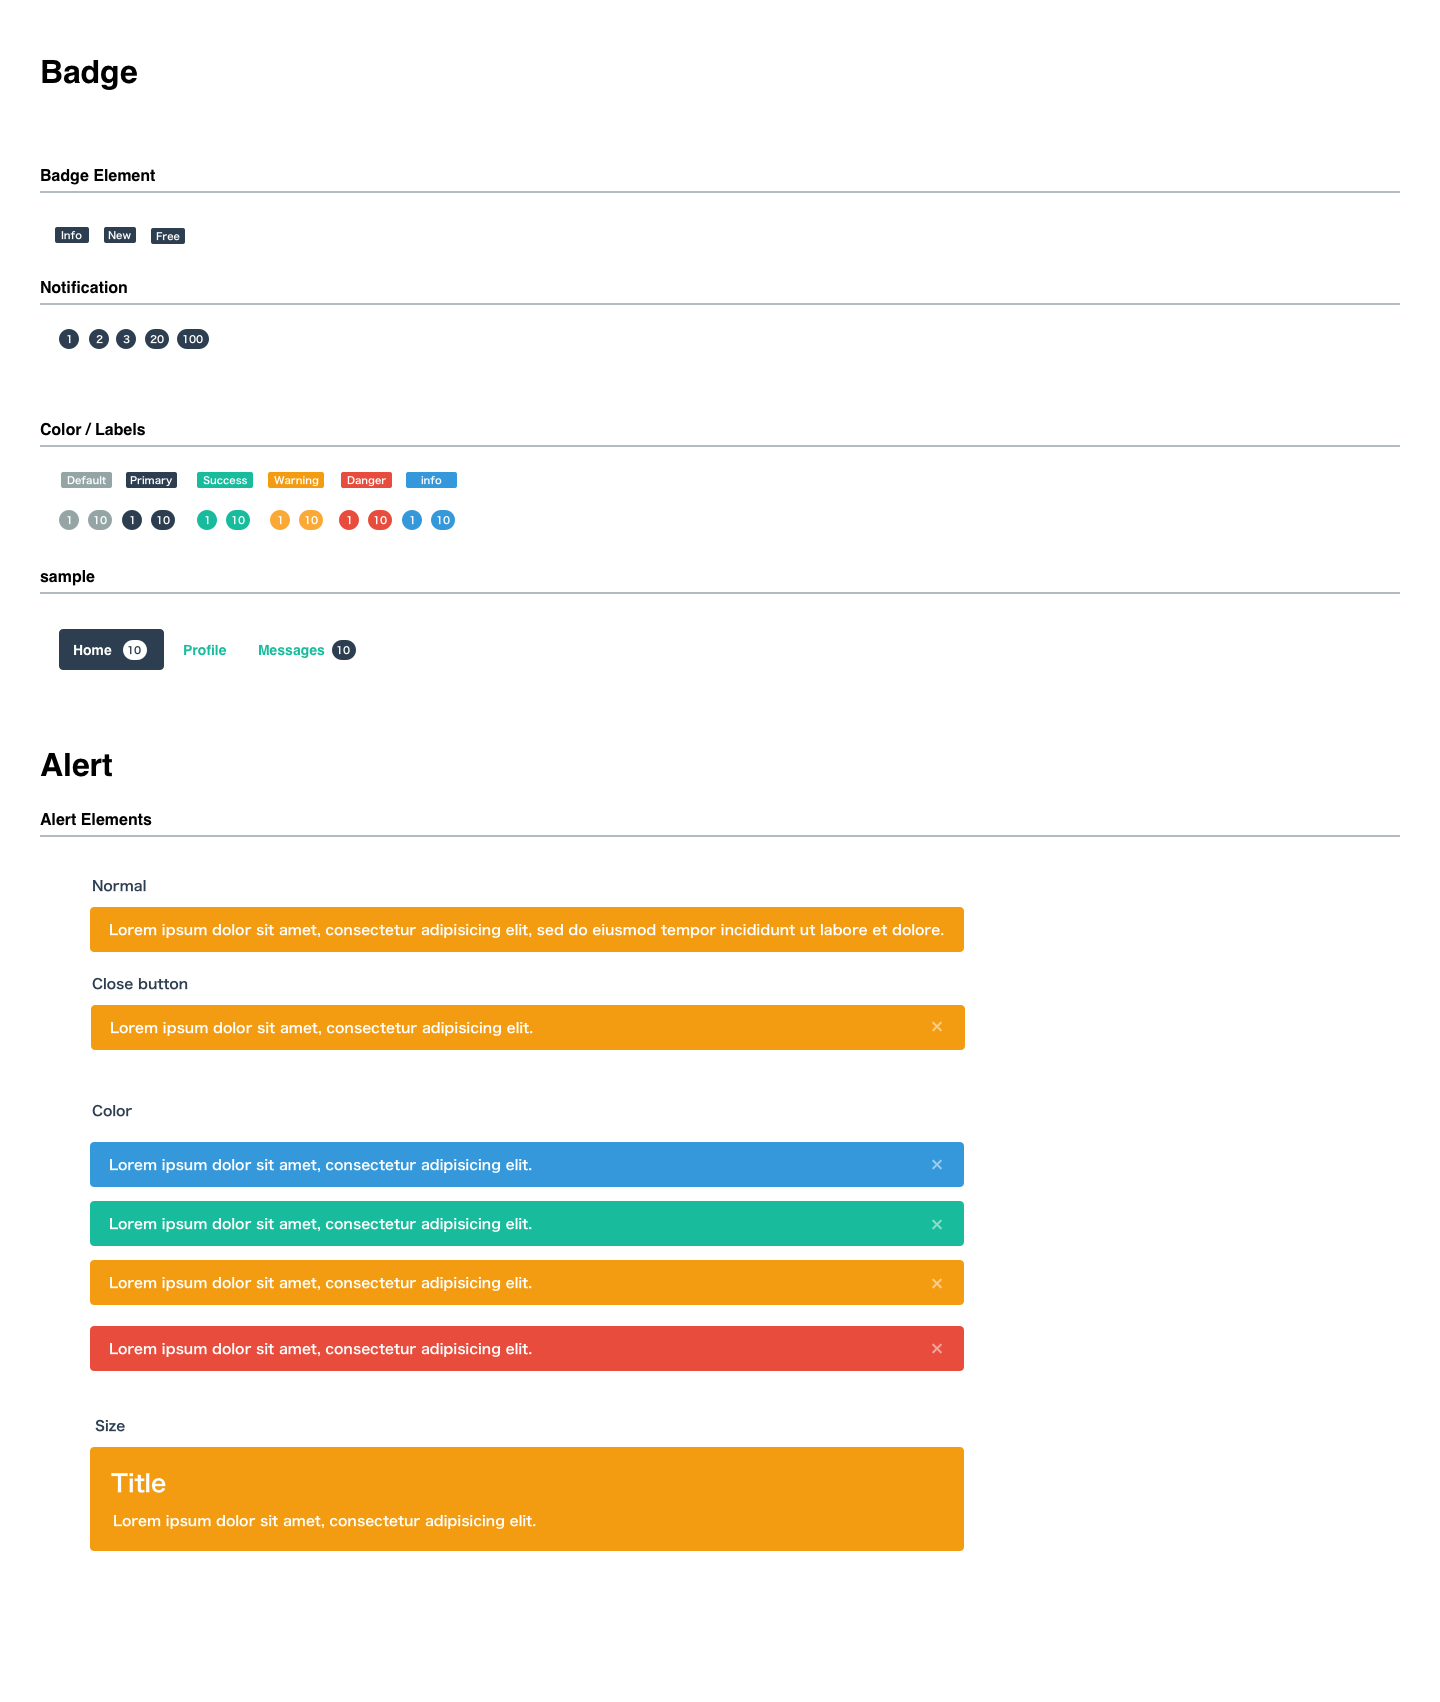 Badge
Badge Element
Info New Free
Notification
1 2 3 20 100
Color / Labels
Default Primary Success Warning Danger info
1 10 1 10 1 10 1 10 1 10 1 10
sample
Home 10 Profile Messages 10
Alert
Alert Elements
Normal
Lorem ipsum dolor sit amet, consectetur adipisicing elit, sed do eiusmod tempor incididunt ut labore et dolore.
Close button
Lorem ipsum dolor sit amet, consectetur adipisicing elit. ×
Color
Lorem ipsum dolor sit amet, consectetur adipisicing elit. ×
Lorem ipsum dolor sit amet, consectetur adipisicing elit. ×
Lorem ipsum dolor sit amet, consectetur adipisicing elit. ×
Lorem ipsum dolor sit amet, consectetur adipisicing elit. ×
Size
Title
Lorem ipsum dolor sit amet, consectetur adipisicing elit.